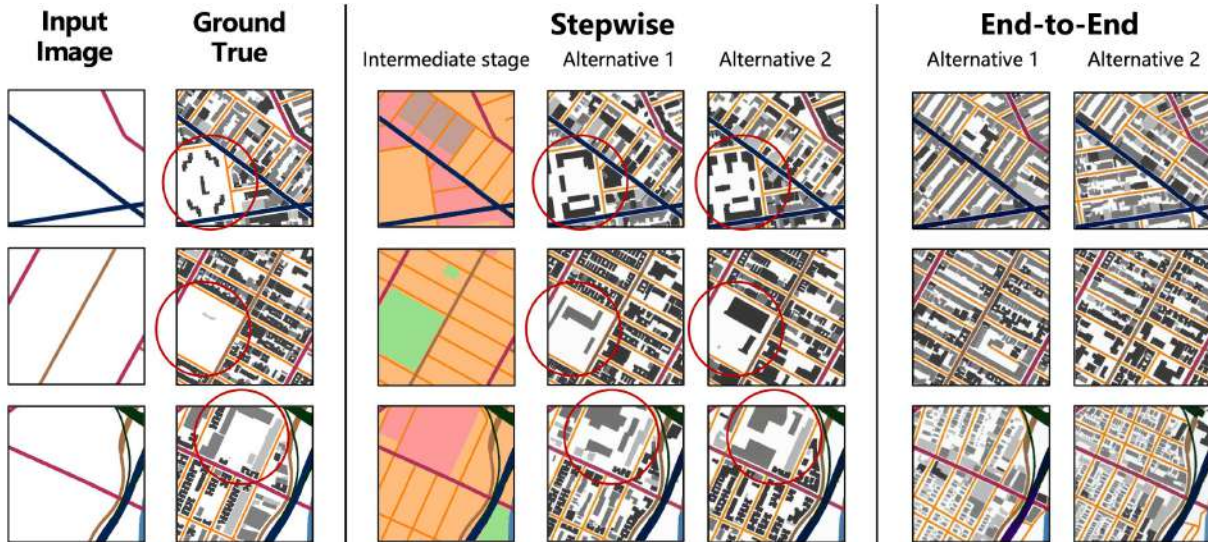 Input
Image
Ground
True
Stepwise
Intermediate stage
Alternative 1
Alternative 2
End-to-End
Alternative 1
Alternative 2